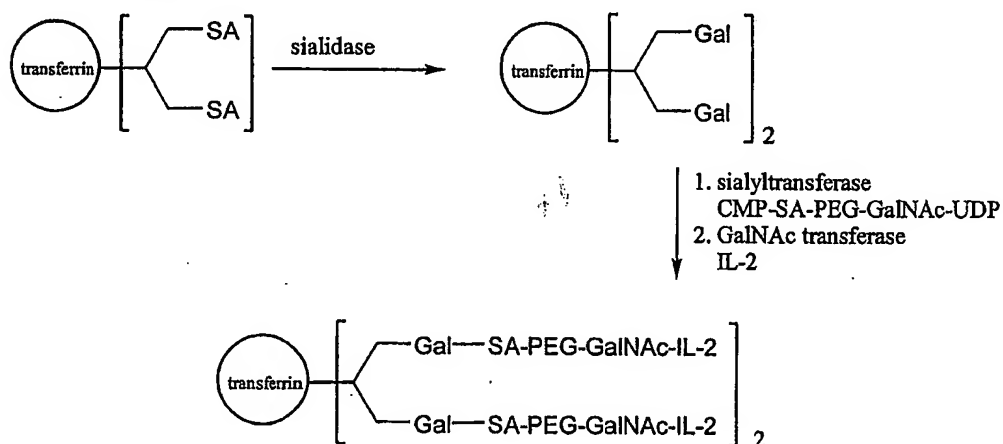 SA
transferrin
SA
sialidase
Gal
transferrin
Gal
2
1. sialyltransferase
CMP-SA-PEG-GalNAc-UDP
2. GalNAc transferase
IL-2
Gal—SA-PEG-GalNAc-IL-2
transferrin
Gal—SA-PEG-GalNAc-IL-2
2